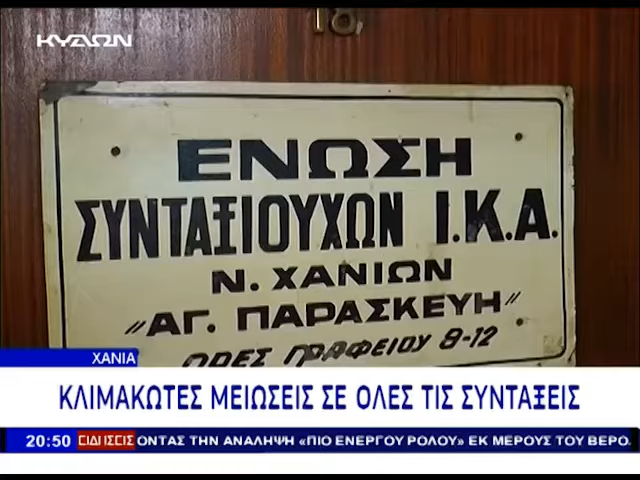 18
ΚΥΔΩΝ
ΕΝΩΣΗ
ΣΥΝΤΑΞΙΟΥΧΩΝ Ι.Κ.Α.
Ν. ΧΑΝΙΩΝ
"ΑΓ. ΠΑΡΑΣΚΕΥΗ"
ΩΡΕΣ ΓΡΑΦΕΙΟΥ 8-12
ΧΑΝΙΑ
ΚΛΙΜΑΚΩΤΕΣ ΜΕΙΩΣΕΙΣ ΣΕ ΟΛΕΣ ΤΙΣ ΣΥΝΤΑΞΕΙΣ
20:50 ΟΝΤΑΣ ΤΗΝ ΑΝΑΛΗΨΗ «ΠΙΟ ΕΝΕΡΓΟΥ ΡΟΛΟΥ» ΕΚ ΜΕΡΟΥΣ ΤΟΥ ΒΕΡΟ